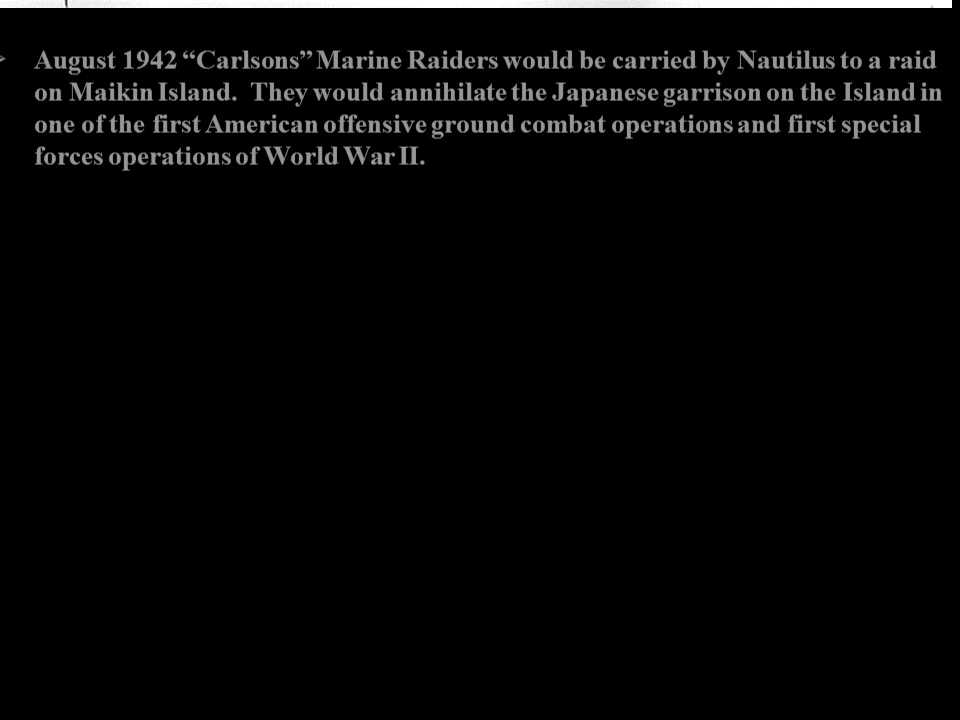 August 1942 “Carlsons” Marine Raiders would be carried by Nautilus to a raid
on Maikin Island.  They would annihilate the Japanese garrison on the Island in
one of the first American offensive ground combat operations and first special
forces operations of World War II.